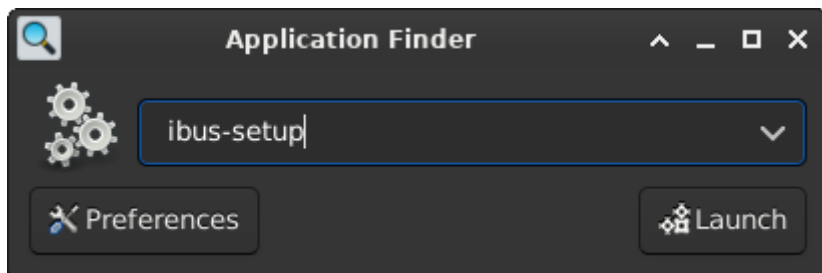 Application Finder
ibus-setup
Preferences
Launch